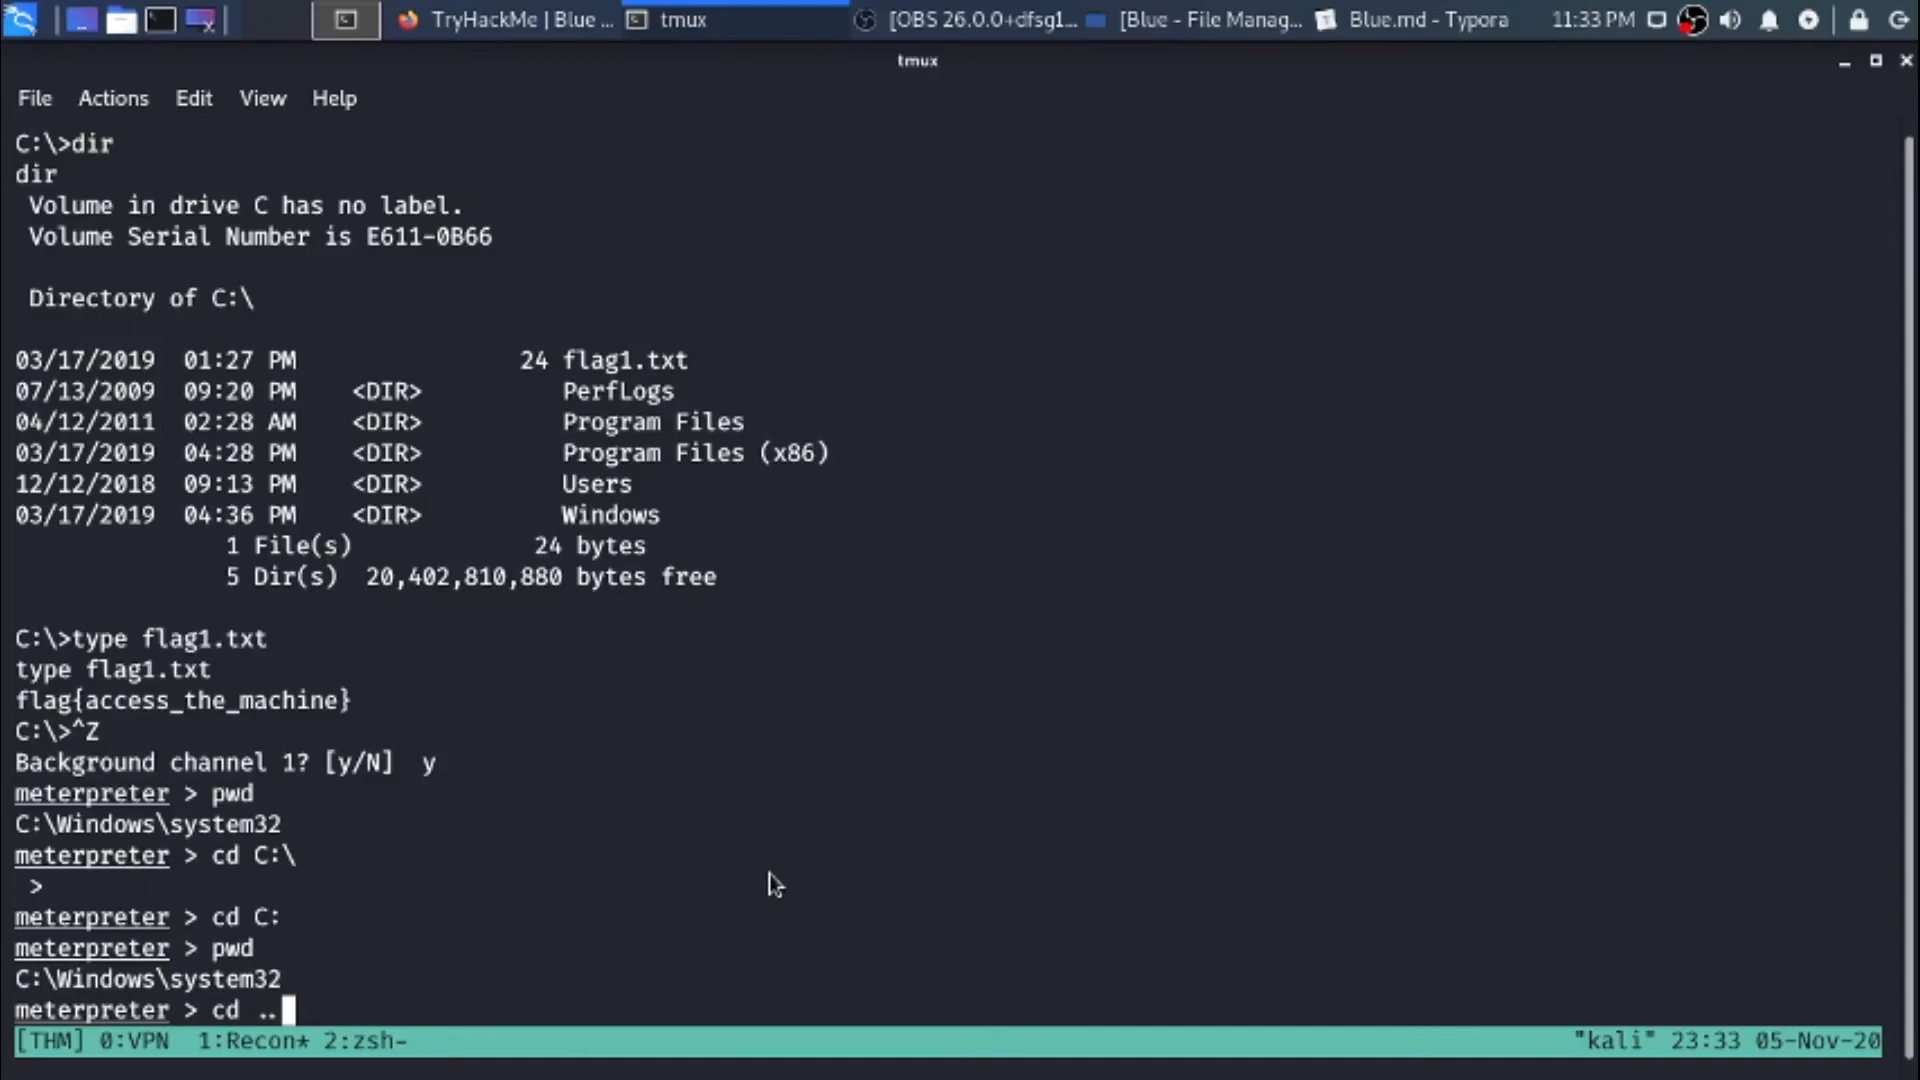 TryHackMe | Blue ... tmux [OBS 26.0.0+dfsg1... [Blue - File Manag... Blue.md - Typora 11:33 PM
tmux
File Actions Edit View Help
C:\>dir
dir
 Volume in drive C has no label.
 Volume Serial Number is E611-0B66
 Directory of C:\
03/17/2019  01:27 PM                24 flag1.txt
07/13/2009  09:20 PM    <DIR>          PerfLogs
04/12/2011  02:28 AM    <DIR>          Program Files
03/17/2019  04:28 PM    <DIR>          Program Files (x86)
12/12/2018  09:13 PM    <DIR>          Users
03/17/2019  04:36 PM    <DIR>          Windows
               1 File(s)             24 bytes
               5 Dir(s)  20,402,810,880 bytes free
C:\>type flag1.txt
type flag1.txt
flag{access_the_machine}
C:\>^Z
Background channel 1? [y/N]  y
meterpreter > pwd
C:\Windows\system32
meterpreter > cd C:\
 >
meterpreter > cd C:
meterpreter > pwd
C:\Windows\system32
meterpreter > cd ..
[THM] 0:VPN  1:Recon* 2:zsh- "kali" 23:33 05-Nov-20